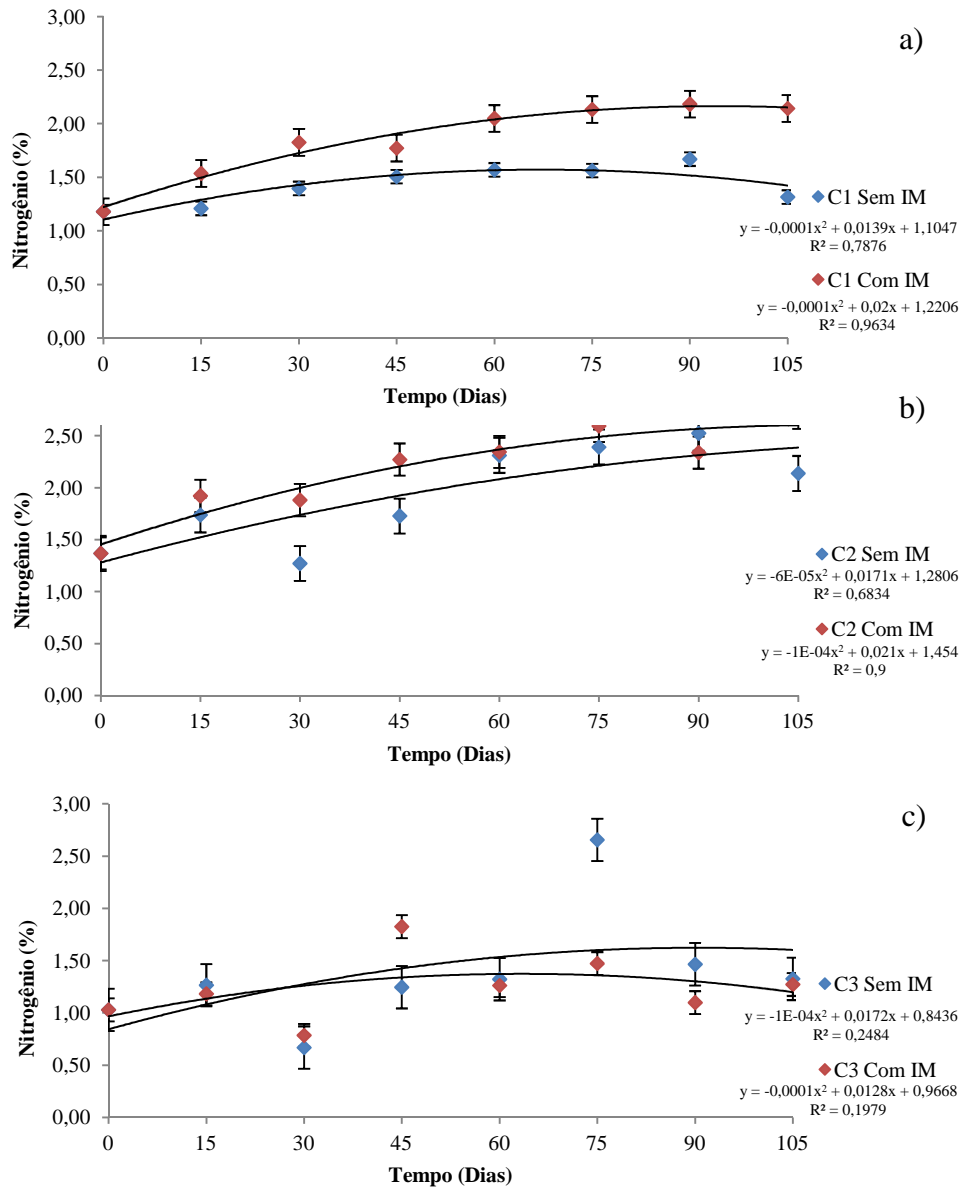 a)
Nitrogênio (%)
3,00
2,50
2,00
1,50
1,00
0,50
0,00
0 15 30 45 60 75 90 105
Tempo (Dias)
C1 Sem IM
y = -0,0001x² + 0,0139x + 1,1047
R² = 0,7876
C1 Com IM
y = -0,0001x² + 0,02x + 1,2206
R² = 0,9634
b)
Nitrogênio (%)
2,50
2,00
1,50
1,00
0,50
0,00
0 15 30 45 60 75 90 105
Tempo (Dias)
C2 Sem IM
y = -6E-05x² + 0,0171x + 1,2806
R² = 0,6834
C2 Com IM
y = -1E-04x² + 0,021x + 1,454
R² = 0,9
c)
Nitrogênio (%)
3,00
2,50
2,00
1,50
1,00
0,50
0,00
0 15 30 45 60 75 90 105
Tempo (Dias)
C3 Sem IM
y = -1E-04x² + 0,0172x + 0,8436
R² = 0,2484
C3 Com IM
y = -0,0001x² + 0,0128x + 0,9668
R² = 0,1979